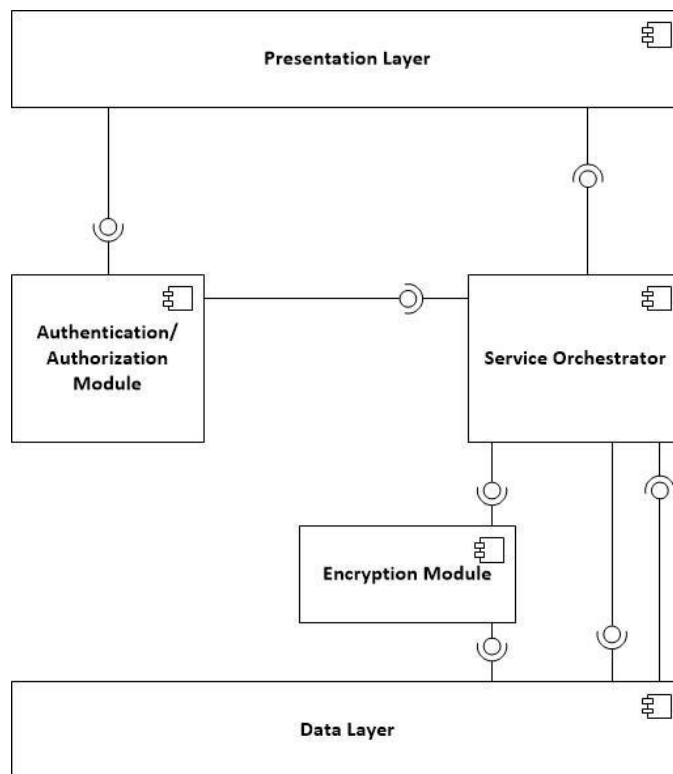 Presentation Layer
Authentication/
Authorization
Module
Service Orchestrator
Encryption Module
Data Layer